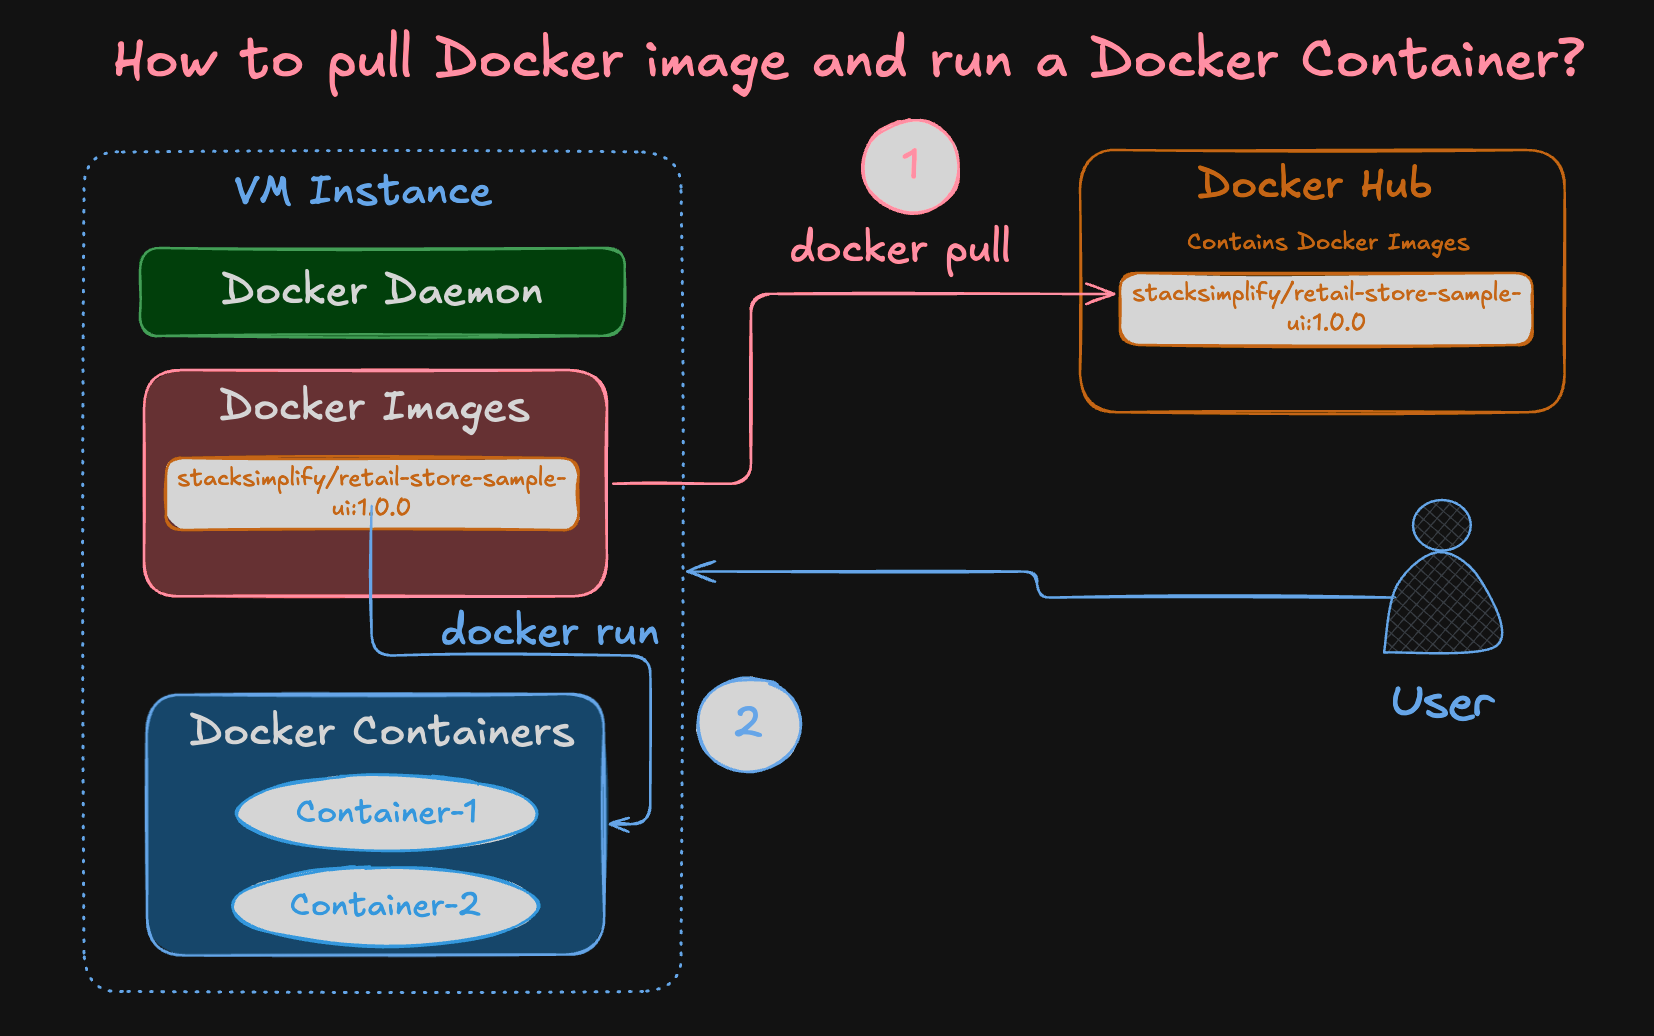 How to pull Docker image and run a Docker Container?
1
VM Instance
Docker Hub
docker pull
Contains Docker Images
Docker Daemon
stacksimplify/retail-store-sample-
ui:1.0.0
Docker Images
stacksimplify/retail-store-sample-
ui:1.0.0
docker run
User
2
Docker Containers
Container-1
Container-2